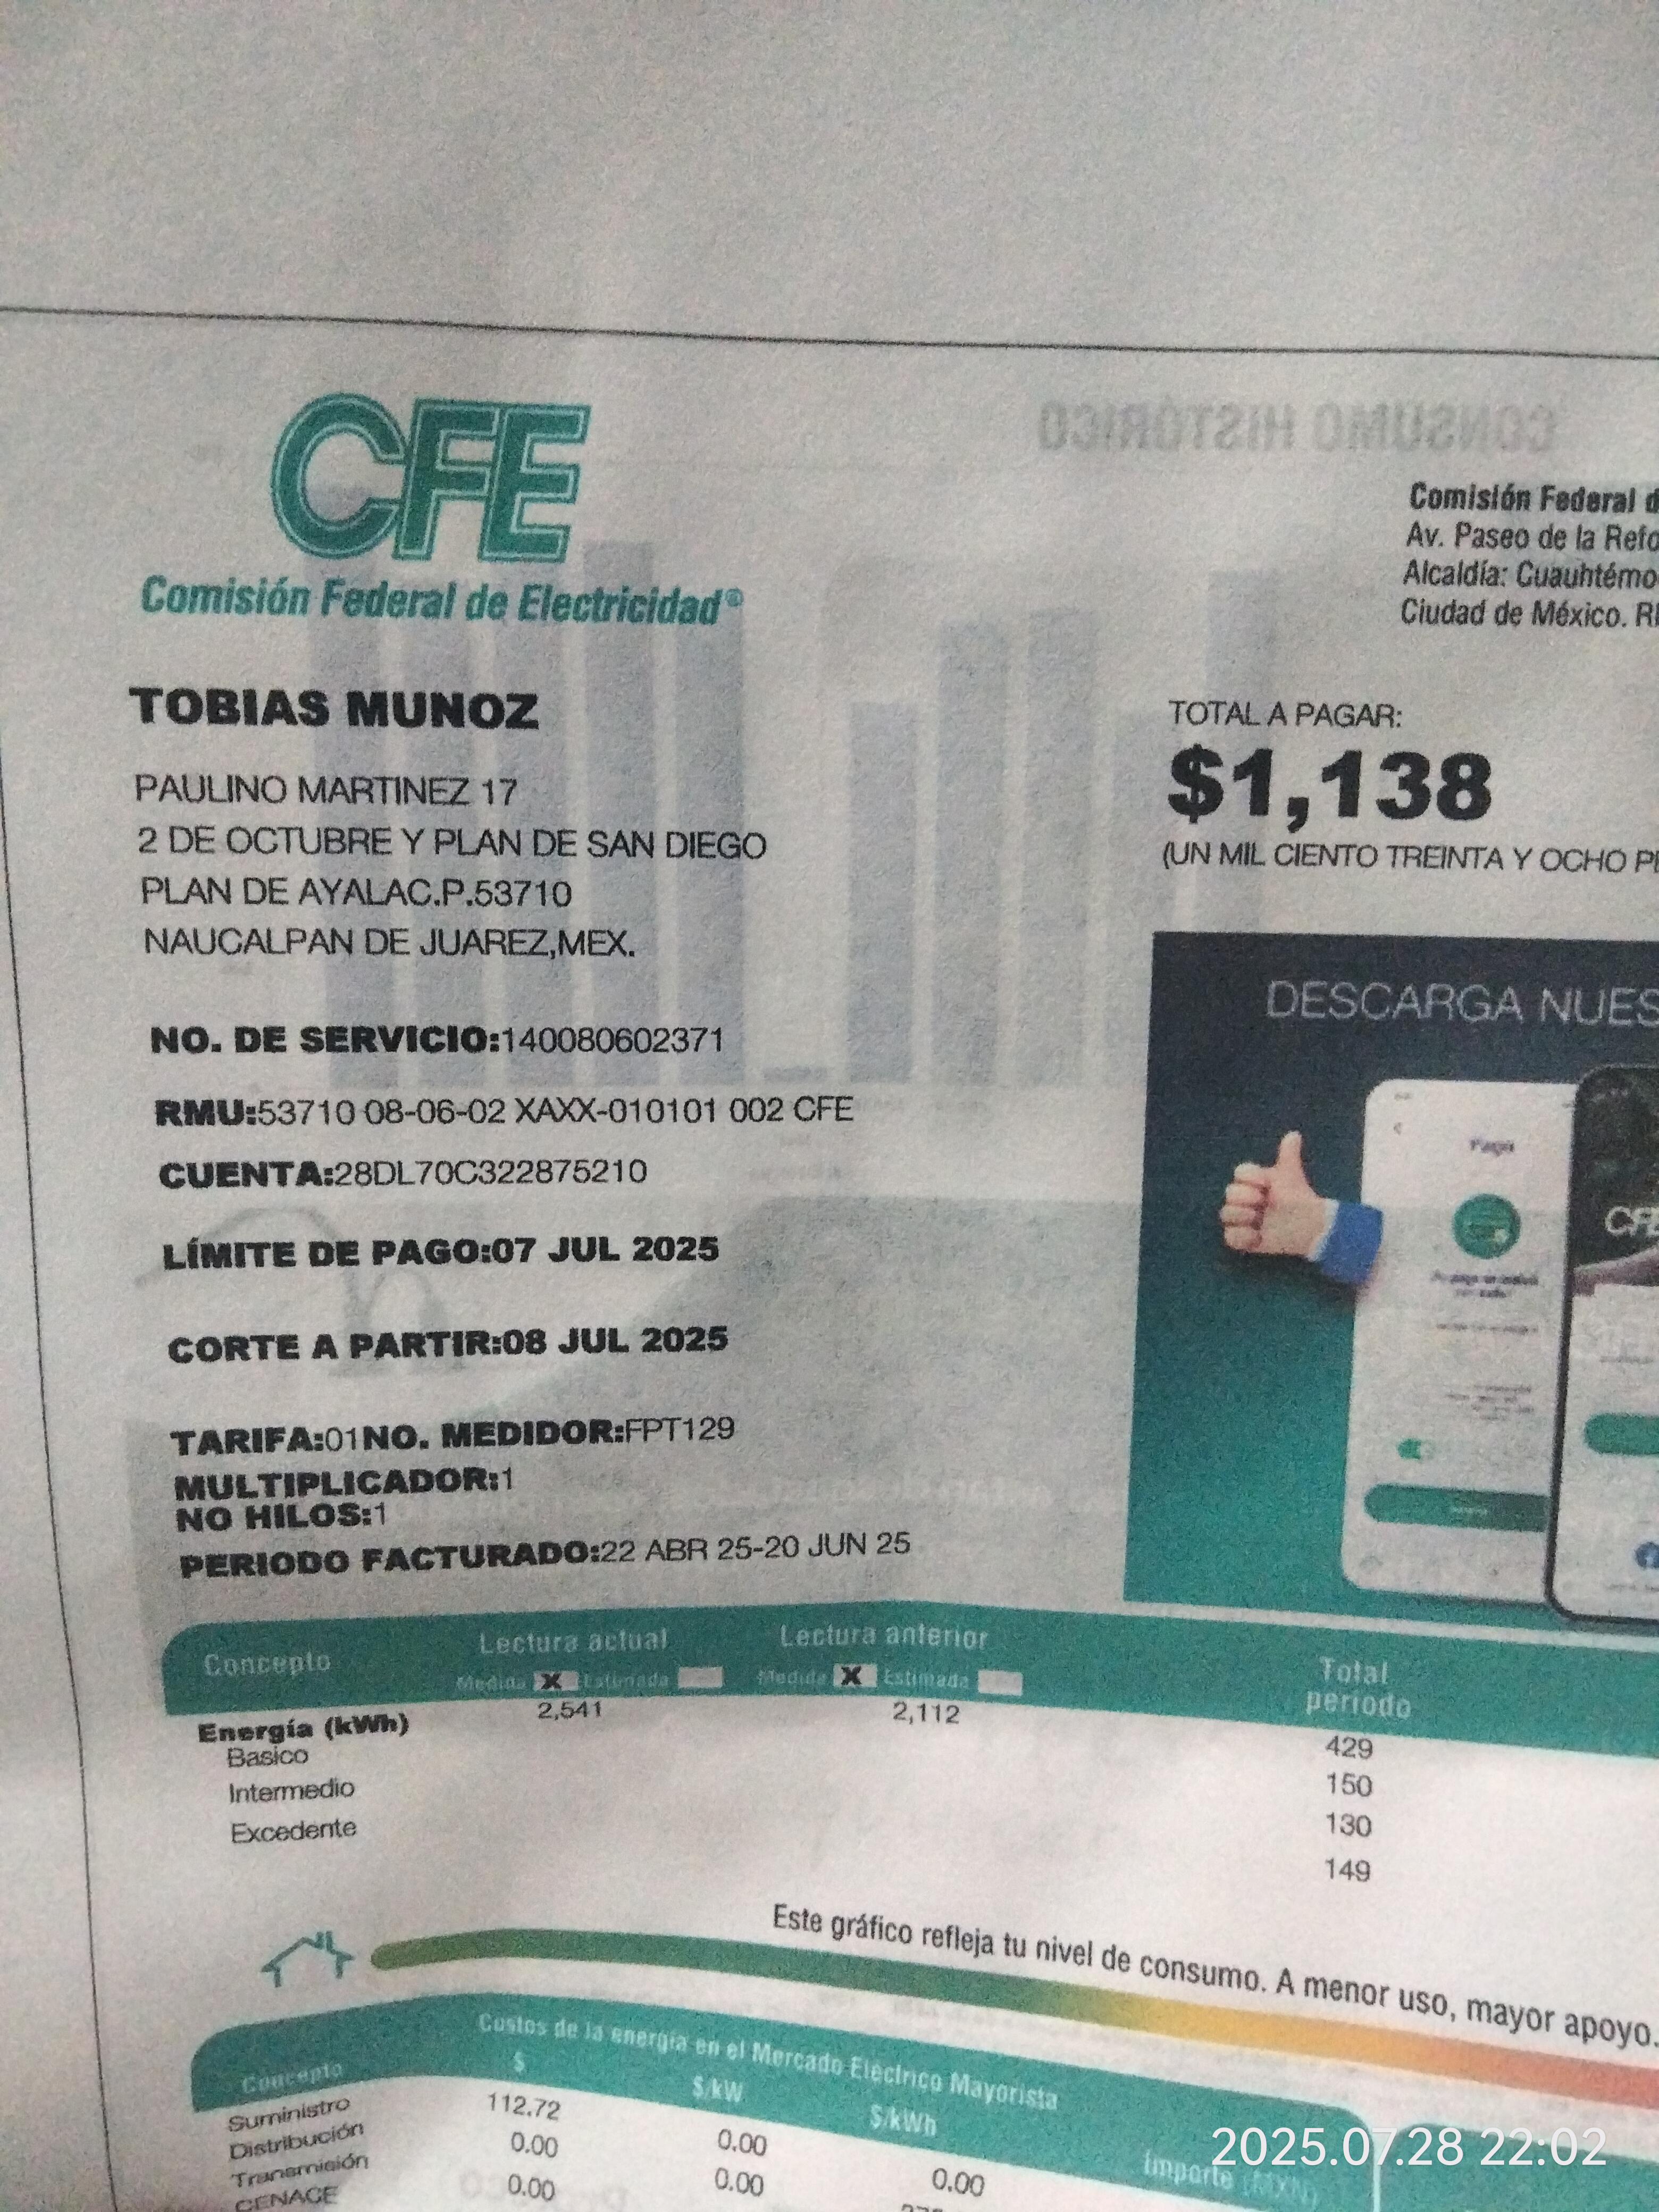 CFE
Comisión Federal de Electricidad®
CONSUMO HISTÓRICO
Comisión Federal d
Av. Paseo de la Refo
Alcaldía: Cuauhtémo
Ciudad de México. R
TOBIAS MUNOZ
PAULINO MARTINEZ 17
2 DE OCTUBRE Y PLAN DE SAN DIEGO
PLAN DE AYALAC.P.53710
NAUCALPAN DE JUAREZ,MEX.
TOTAL A PAGAR:
$1,138
(UN MIL CIENTO TREINTA Y OCHO PE
NO. DE SERVICIO:140080602371
RMU:53710 08-06-02 XAXX-010101 002 CFE
CUENTA:28DL70C322875210
LÍMITE DE PAGO:07 JUL 2025
CORTE A PARTIR:08 JUL 2025
TARIFA:01NO. MEDIDOR:FPT129
MULTIPLICADOR:1
NO HILOS:1
PERIODO FACTURADO:22 ABR 25-20 JUN 25
DESCARGA NUES
Pago
CFE
Concepto Lectura actual Lectura anterior Total periodo
Medida X Estimada Medida X Estimada
Energía (kWh) 2,541 2,112 429
Basico 150
Intermedio 130
Excedente 149
Este gráfico refleja tu nivel de consumo. A menor uso, mayor apoyo.
Costos de la energía en el Mercado Eléctrico Mayorista
Concepto $ $/kW $/kWh Importe (MXN)
Suministro 112.72
Distribución 0.00 0.00
Transmisión 0.00 0.00 0.00
CENACE
2025.07.28 22:02